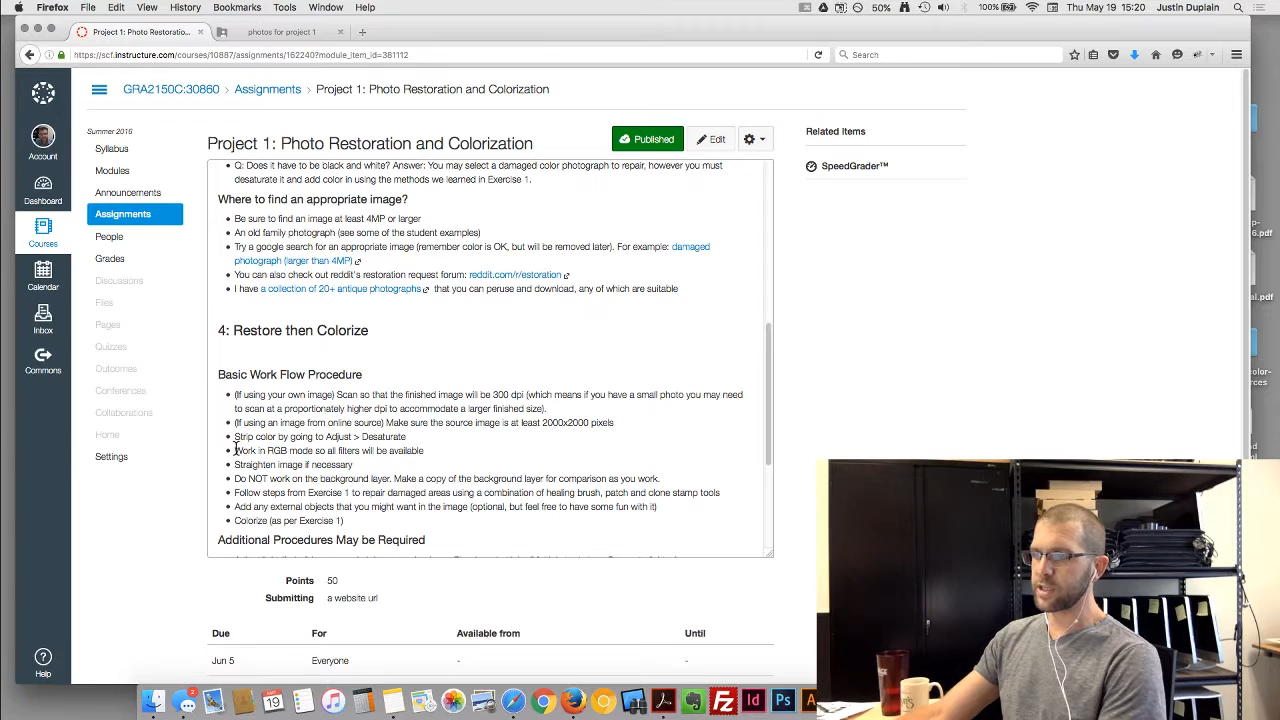 Firefox File Edit View History Bookmarks Tools Window Help 50% 100% Thu May 19 15:20 Justin Duplain
Project 1: Photo Restoratio... photos for project 1
https://scf.instructure.com/courses/10887/assignments/162240?module_item_id=381112 Search
GRA2150C:30860 Assignments Project 1: Photo Restoration and Colorization
Summer 2016
Account
Dashboard
Courses
Calendar
Inbox
Commons
Help
Syllabus
Modules
Announcements
Assignments
People
Grades
Discussions
Files
Pages
Quizzes
Outcomes
Conferences
Collaborations
Home
Settings
Project 1: Photo Restoration and Colorization
Published Edit
Q: Does it have to be black and white? Answer: You may select a damaged color photograph to repair, however you must
desaturate it and add color in using the methods we learned in Exercise 1.
Where to find an appropriate image?
Be sure to find an image at least 4MP or larger
An old family photograph (see some of the student examples)
Try a google search for an appropriate image (remember color is OK, but will be removed later). For example: damaged
photograph (larger than 4MP)
You can also check out reddit's restoration request forum: reddit.com/r/estoration
I have a collection of 20+ antique photographs that you can peruse and download, any of which are suitable
4: Restore then Colorize
Basic Work Flow Procedure
(If using your own image) Scan so that the finished image will be 300 dpi (which means if you have a small photo you may need
to scan at a proportionately higher dpi to accommodate a larger finished size).
(If using an image from online source) Make sure the source image is at least 2000x2000 pixels
Strip color by going to Adjust > Desaturate
Work in RGB mode so all filters will be available
Straighten image if necessary
Do NOT work on the background layer. Make a copy of the background layer for comparison as you work.
Follow steps from Exercise 1 to repair damaged areas using a combination of healing brush, patch and clone stamp tools
Add any external objects that you might want in the image (optional, but feel free to have some fun with it)
Colorize (as per Exercise 1)
Additional Procedures May be Required
Points 50
Submitting a website url
Due For Available from Until
Jun 5 Everyone - -
Related Items
SpeedGrader™
6.pdf
ai.pdf
2
19
Fz
Id
Ps